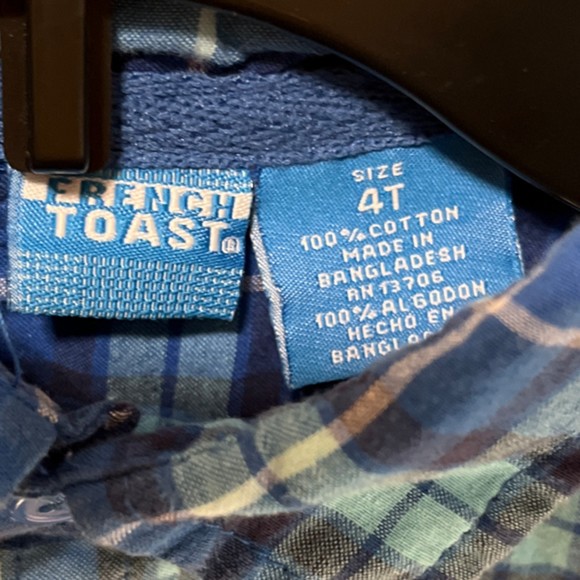 FRENCH
TOAST®
SIZE
4T
100% COTTON
MADE IN
BANGLADESH
RN 13706
100% ALGODON
HECHO EN